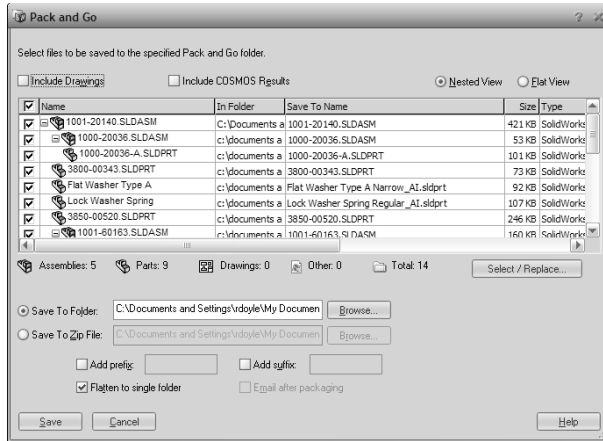 Pack and Go
Select files to be saved to the specified Pack and Go folder.
Include Drawings Include COSMOS Results Nested View Flat View
Name In Folder Save To Name Size Type
1001-20140.SLDASM C:\Documents a 1001-20140.SLDASM 421 KB SolidWorks
1000-20036.SLDASM c:\documents a 1000-20036.SLDASM 53 KB SolidWorks
1000-20036-A.SLDPRT c:\documents a 1000-20036-A.SLDPRT 101 KB SolidWorks
3800-00343.SLDPRT c:\documents a 3800-00343.SLDPRT 73 KB SolidWorks
Flat Washer Type A c:\documents a Flat Washer Type A Narrow_AI.sldprt 92 KB SolidWorks
Lock Washer Spring c:\documents a Lock Washer Spring Regular_AI.sldprt 107 KB SolidWorks
3850-00520.SLDPRT c:\documents a 3850-00520.SLDPRT 246 KB SolidWorks
1001-60163.SLDASM c:\documents a 1001-60163.SLDASM 160 KB SolidWorks
Assemblies: 5 Parts: 9 Drawings: 0 Other: 0 Total: 14 Select / Replace...
Save To Folder: C:\Documents and Settings\rdoyle\My Documen Browse...
Save To Zip File: C:\Documents and Settings\rdoyle\My Documen Browse...
Add prefix: Add suffix:
Flatten to single folder Email after packaging
Save Cancel Help